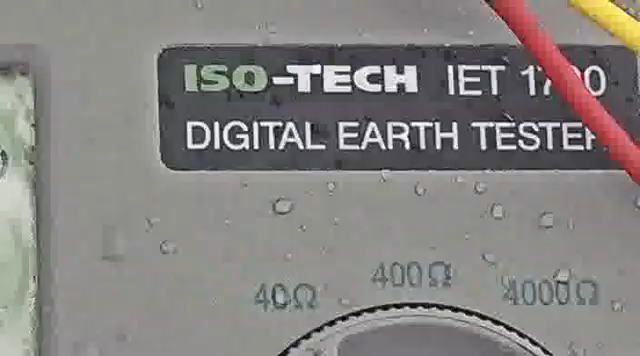 ISO-TECH IET
DIGITAL EARTH TESTER
40Ω 400Ω 4000Ω